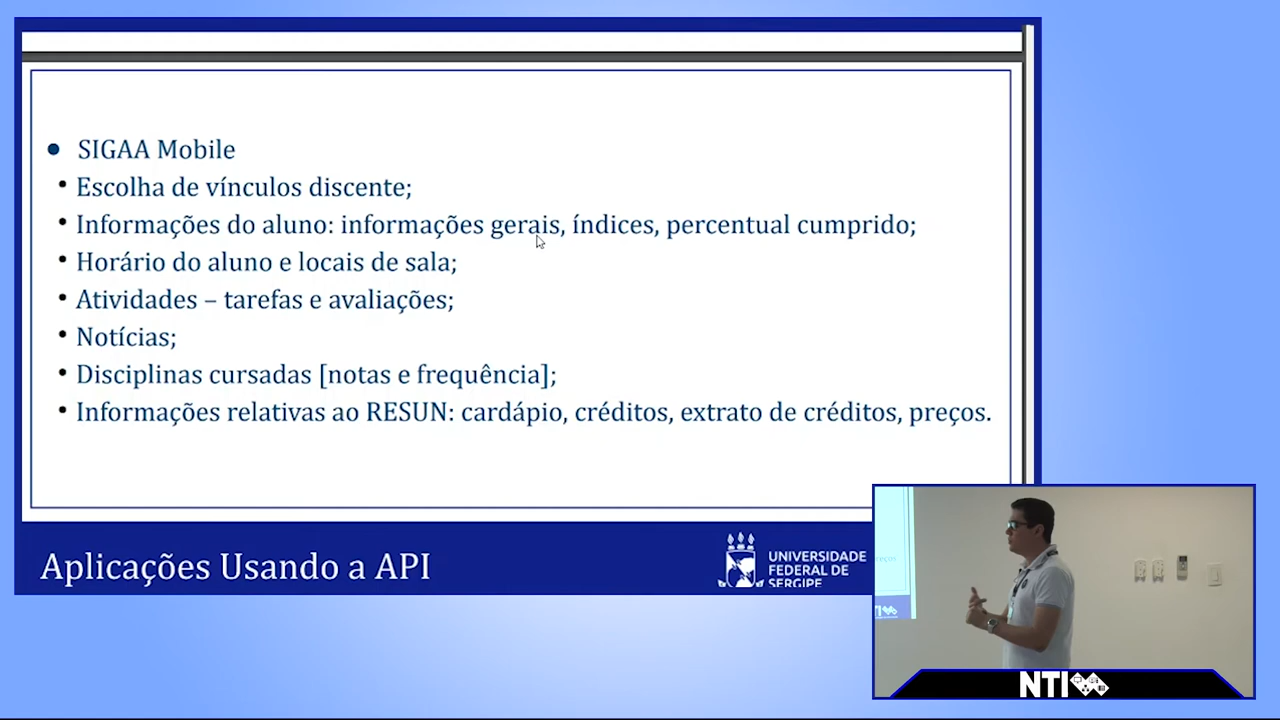 SIGAA Mobile
Escolha de vínculos discente;
Informações do aluno: informações gerais, índices, percentual cumprido;
Horário do aluno e locais de sala;
Atividades – tarefas e avaliações;
Notícias;
Disciplinas cursadas [notas e frequência];
Informações relativas ao RESUN: cardápio, créditos, extrato de créditos, preços.
Aplicações Usando a API
UNIVERSIDADE
FEDERAL DE
SERGIPE
NTI
NTI